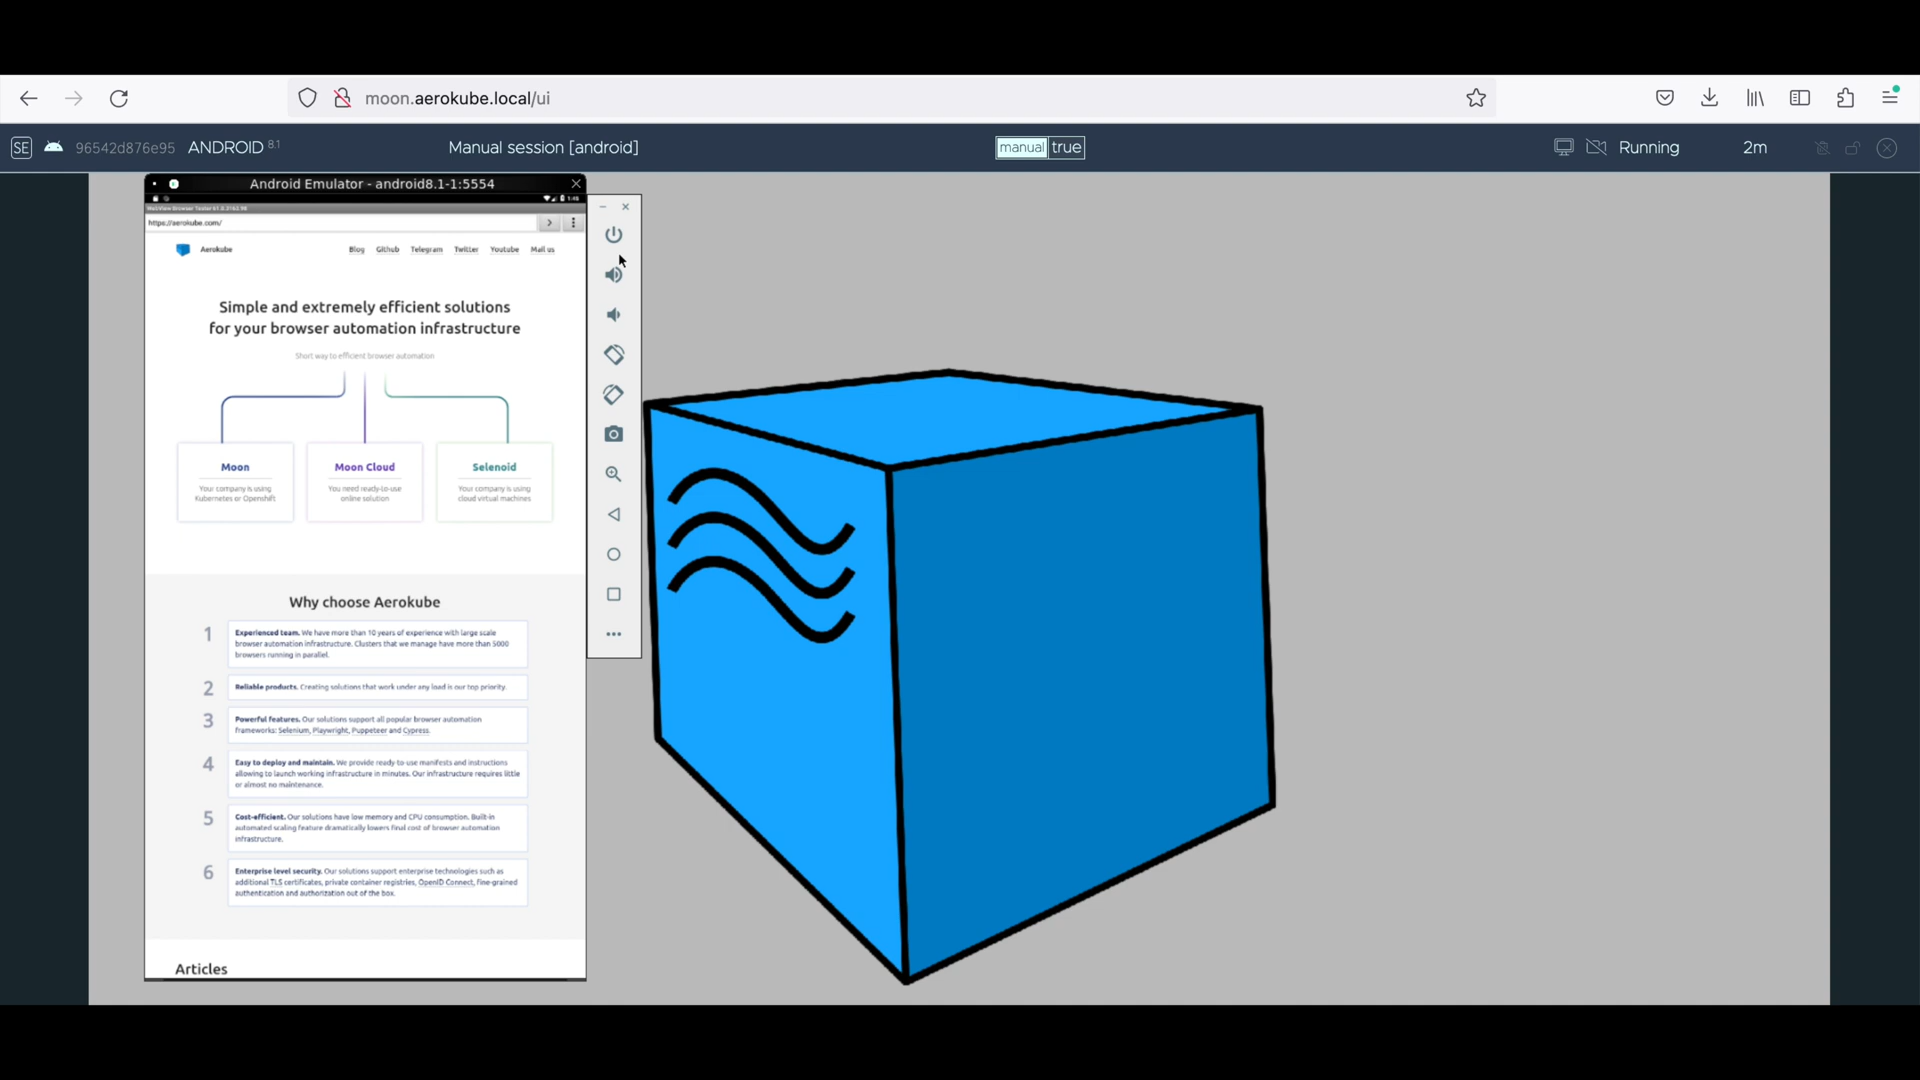 moon.aerokube.local/ui
SE 96542d876e95 ANDROID 8.1 Manual session [android] manual true Running 2m
Android Emulator - android8.1-1:5554
1:45
WebView Browser Tester 61.0.3163.98
https://aerokube.com/
Aerokube Blog Github Telegram Twitter Youtube Mail us
Simple and extremely efficient solutions
for your browser automation infrastructure
Short way to efficient browser automation
Moon
Your company is using
Kubernetes or Openshift
Moon Cloud
You need ready-to-use
online solution
Selenoid
Your company is using
cloud virtual machines
Why choose Aerokube
1 Experienced team. We have more than 10 years of experience with large scale
browser automation infrastructure. Clusters that we manage have more than 5000
browsers running in parallel.
2 Reliable products. Creating solutions that work under any load is our top priority.
3 Powerful features. Our solutions support all popular browser automation
frameworks: Selenium, Playwright, Puppeteer and Cypress.
4 Easy to deploy and maintain. We provide ready-to-use manifests and instructions
allowing to launch working infrastructure in minutes. Our infrastructure requires little
or almost no maintenance.
5 Cost-efficient. Our solutions have low memory and CPU consumption. Built-in
automated scaling feature dramatically lowers final cost of browser automation
infrastructure.
6 Enterprise level security. Our solutions support enterprise technologies such as
additional TLS certificates, private container registries, OpenID Connect, fine-grained
authentication and authorization out of the box.
Articles